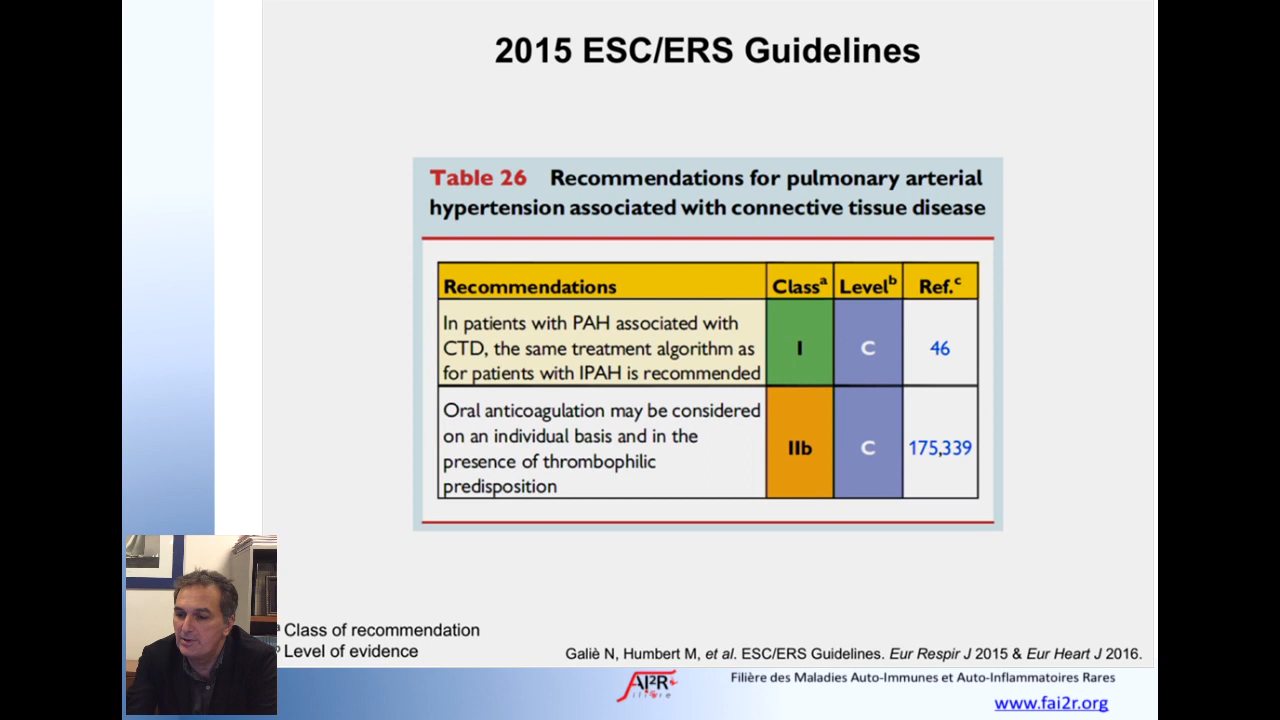 2015 ESC/ERS Guidelines
Table 26 Recommendations for pulmonary arterial
hypertension associated with connective tissue disease
Recommendations Classᵃ Levelᵇ Ref.ᶜ
In patients with PAH associated with
CTD, the same treatment algorithm as
for patients with IPAH is recommended
I C 46
Oral anticoagulation may be considered
on an individual basis and in the
presence of thrombophilic
predisposition
IIb C 175,339
ᵃ Class of recommendation
ᵇ Level of evidence
Galiè N, Humbert M, et al. ESC/ERS Guidelines. Eur Respir J 2015 & Eur Heart J 2016.
FAI2R
filière
Filière des Maladies Auto-Immunes et Auto-Inflammatoires Rares
www.fai2r.org